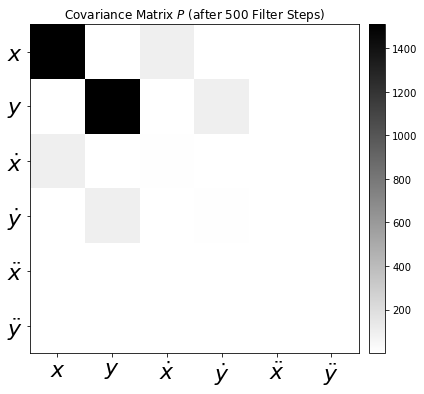 Covariance Matrix P (after 500 Filter Steps)
x
y
ẋ
ẏ
ẍ
ÿ
x
y
ẋ
ẏ
ẍ
ÿ
1400
1200
1000
800
600
400
200